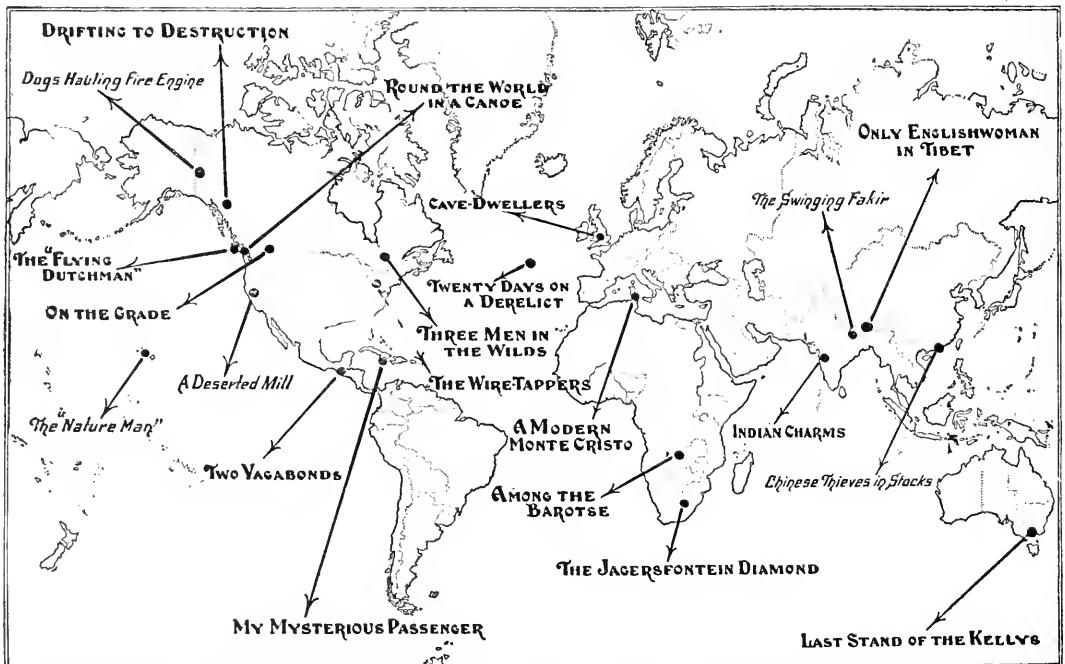 DRIFTING TO DESTRUCTION
Dogs Hauling Fire Engine
ROUND THE WORLD
IN A CANOE
ONLY ENGLISHWOMAN
IN TIBET
The Swinging Fakir
CAVE-DWELLERS
THE "FLYING
DUTCHMAN"
TWENTY DAYS ON
A DERELICT
ON THE GRADE
THREE MEN IN
THE WILDS
A Deserted Mill
THE WIRE-TAPPERS
The "Nature Man"
A MODERN
MONTE CRISTO
INDIAN CHARMS
TWO VAGABONDS
Chinese Thieves in Stocks
AMONG THE
BAROTSE
THE JAGERSFONTEIN DIAMOND
MY MYSTERIOUS PASSENGER
LAST STAND OF THE KELLYS